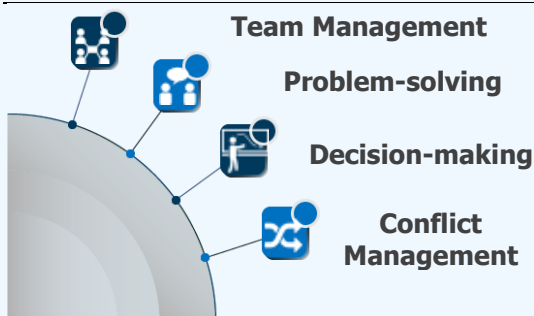 Team Management
Problem-solving
Decision-making
Conflict
Management